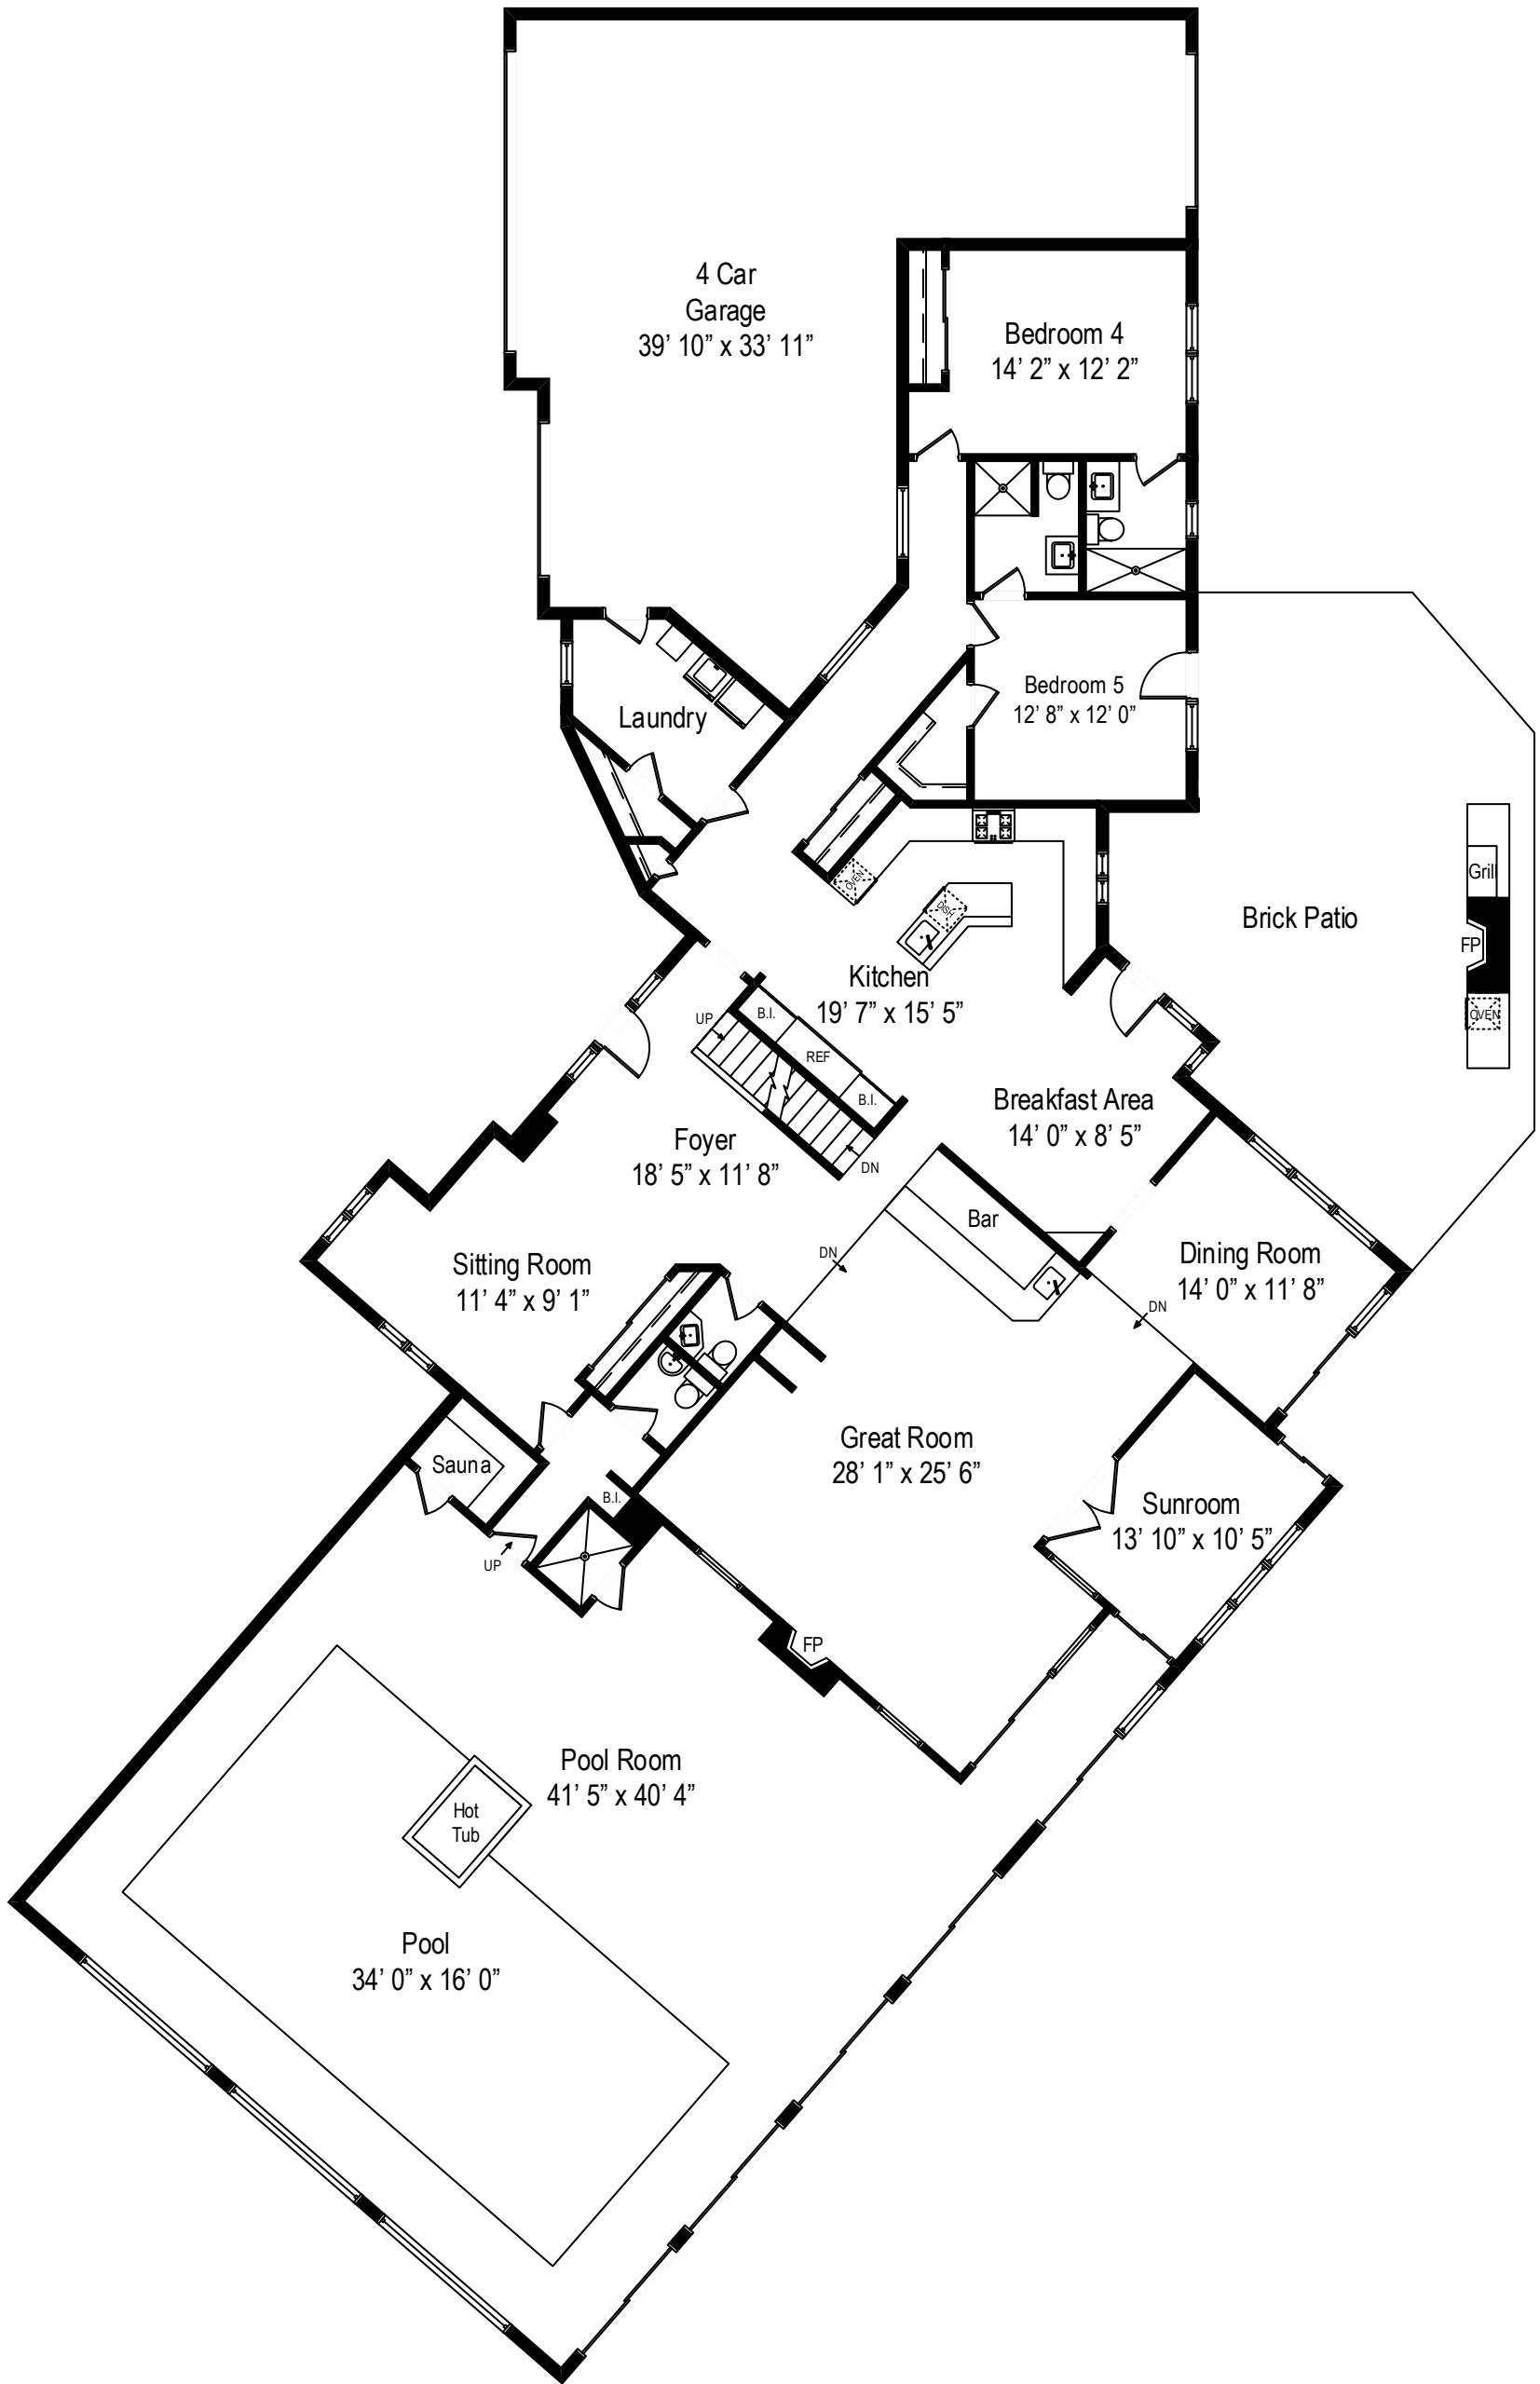 4 Car
Garage
39’ 10” x 33’ 11”
Bedroom 4
14’ 2” x 12’ 2”
Bedroom 5
12’ 8” x 12’ 0”
Laundry
OVEN
DISH
Grill
Brick Patio
FP
OVEN
Kitchen
19’ 7” x 15’ 5”
UP
B.I.
REF
B.I.
DN
Breakfast Area
14’ 0” x 8’ 5”
Foyer
18’ 5” x 11’ 8”
Bar
DN
Dining Room
14’ 0” x 11’ 8”
DN
Sitting Room
11’ 4” x 9’ 1”
Great Room
28’ 1” x 25’ 6”
Sauna
B.I.
UP
Sunroom
13’ 10” x 10’ 5”
FP
Pool Room
41’ 5” x 40’ 4”
Hot
Tub
Pool
34’ 0” x 16’ 0”